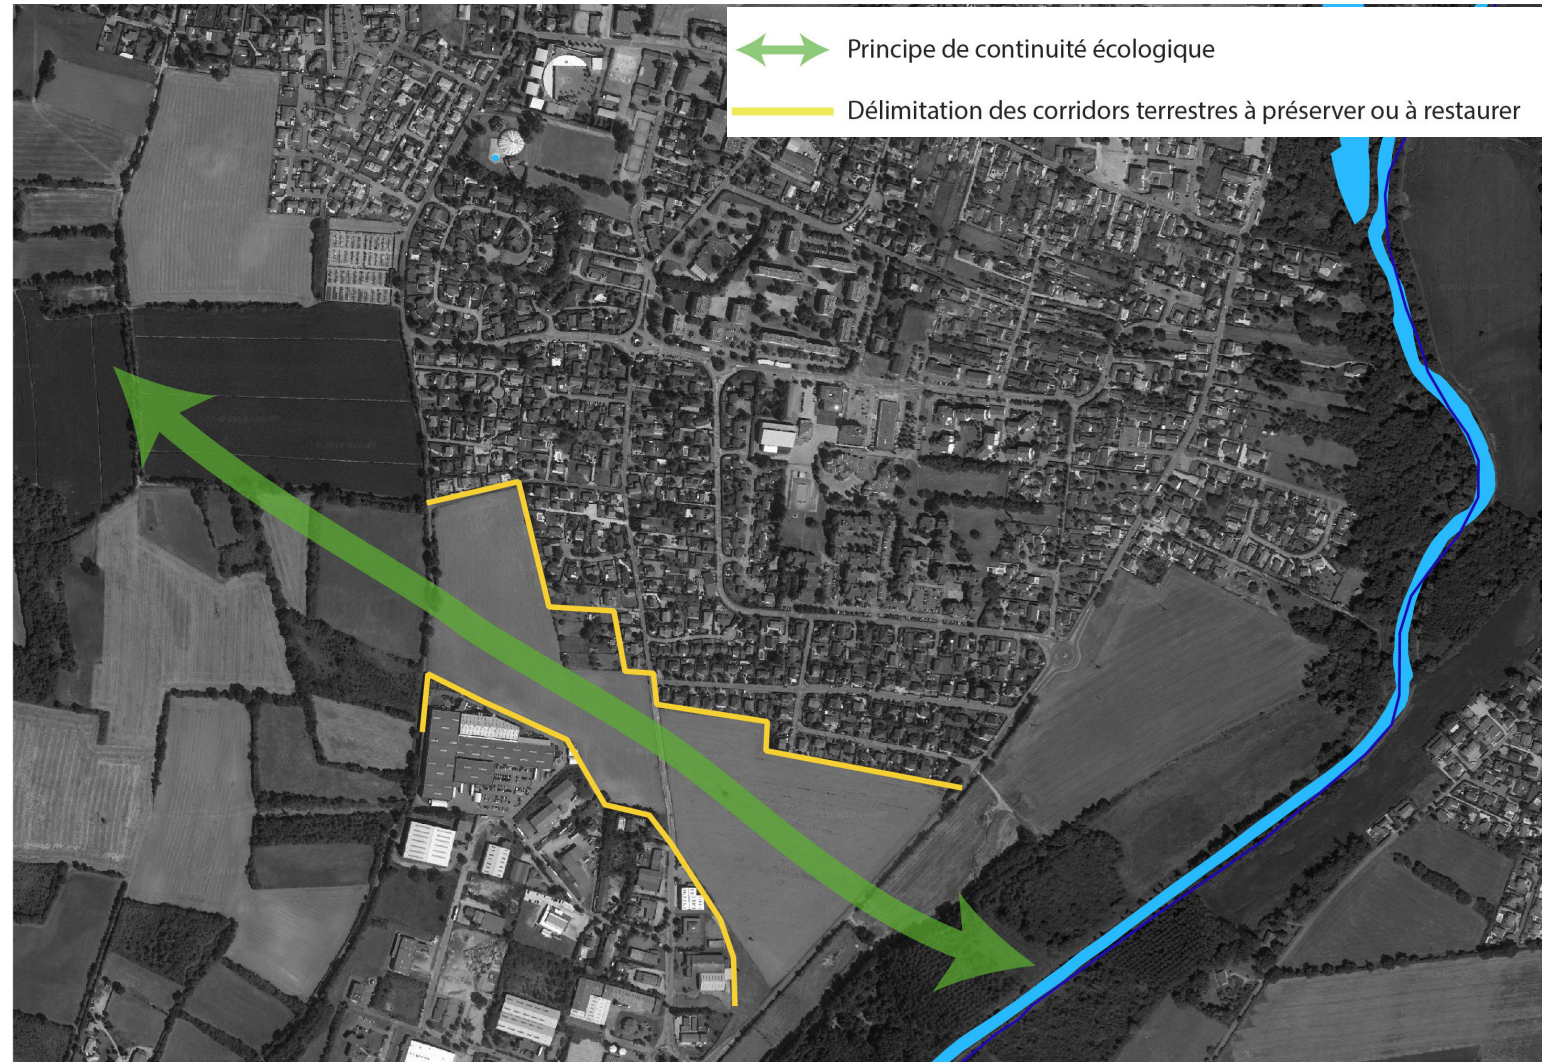 Principe de continuité écologique
Délimitation des corridors terrestres à préserver ou à restaurer